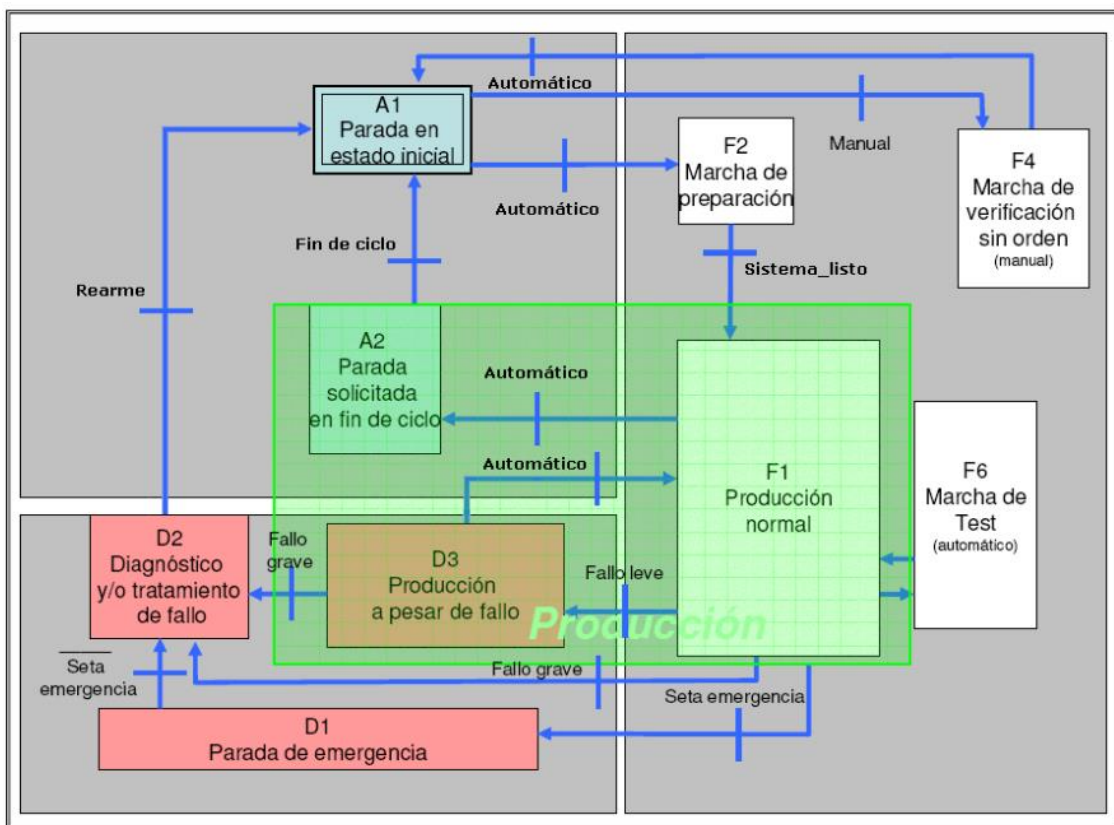 Automático
A1
Parada en
estado inicial
Manual
F2
Marcha de
preparación
F4
Marcha de
verificación
sin orden
(manual)
Automático
Fin de ciclo
Sistema_listo
Rearme
A2
Parada
solicitada
en fin de ciclo
Automático
Automático
F1
Producción
normal
F6
Marcha de
Test
(automático)
D2
Diagnóstico
y/o tratamiento
de fallo
Fallo
grave
D3
Producción
a pesar de fallo
Fallo leve
Producción
Seta
emergencia
Fallo grave
Seta emergencia
D1
Parada de emergencia